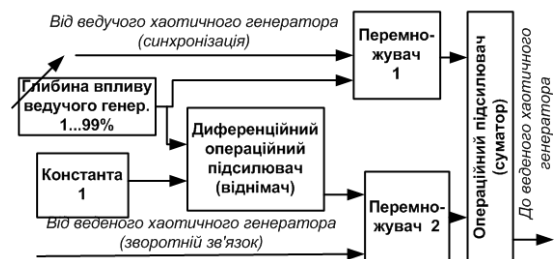 Від ведучого хаотичного генератора
(синхронізація)
Перемно-
жувач
1
Глибина впливу
ведучого генер.
1...99%
Диференційний
операційний
підсилювач
(віднімач)
Константа
1
Від веденого хаотичного генератора
(зворотній зв'язок)
Перемно-
жувач 2
Операційний підсилювач
(суматор)
До веденого хаотичного
генератора